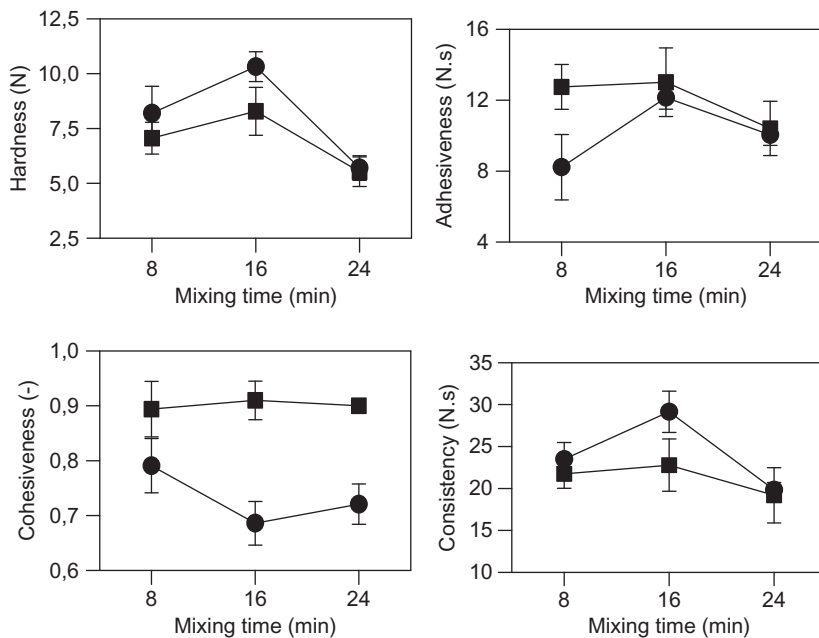 Hardness (N)
12,5
10,0
7,5
5,0
2,5
8 16 24
Mixing time (min)
Adhesiveness (N.s)
16
12
8
4
8 16 24
Mixing time (min)
Cohesiveness (-)
1,0
0,9
0,8
0,7
0,6
8 16 24
Mixing time (min)
Consistency (N.s)
35
30
25
20
15
10
8 16 24
Mixing time (min)